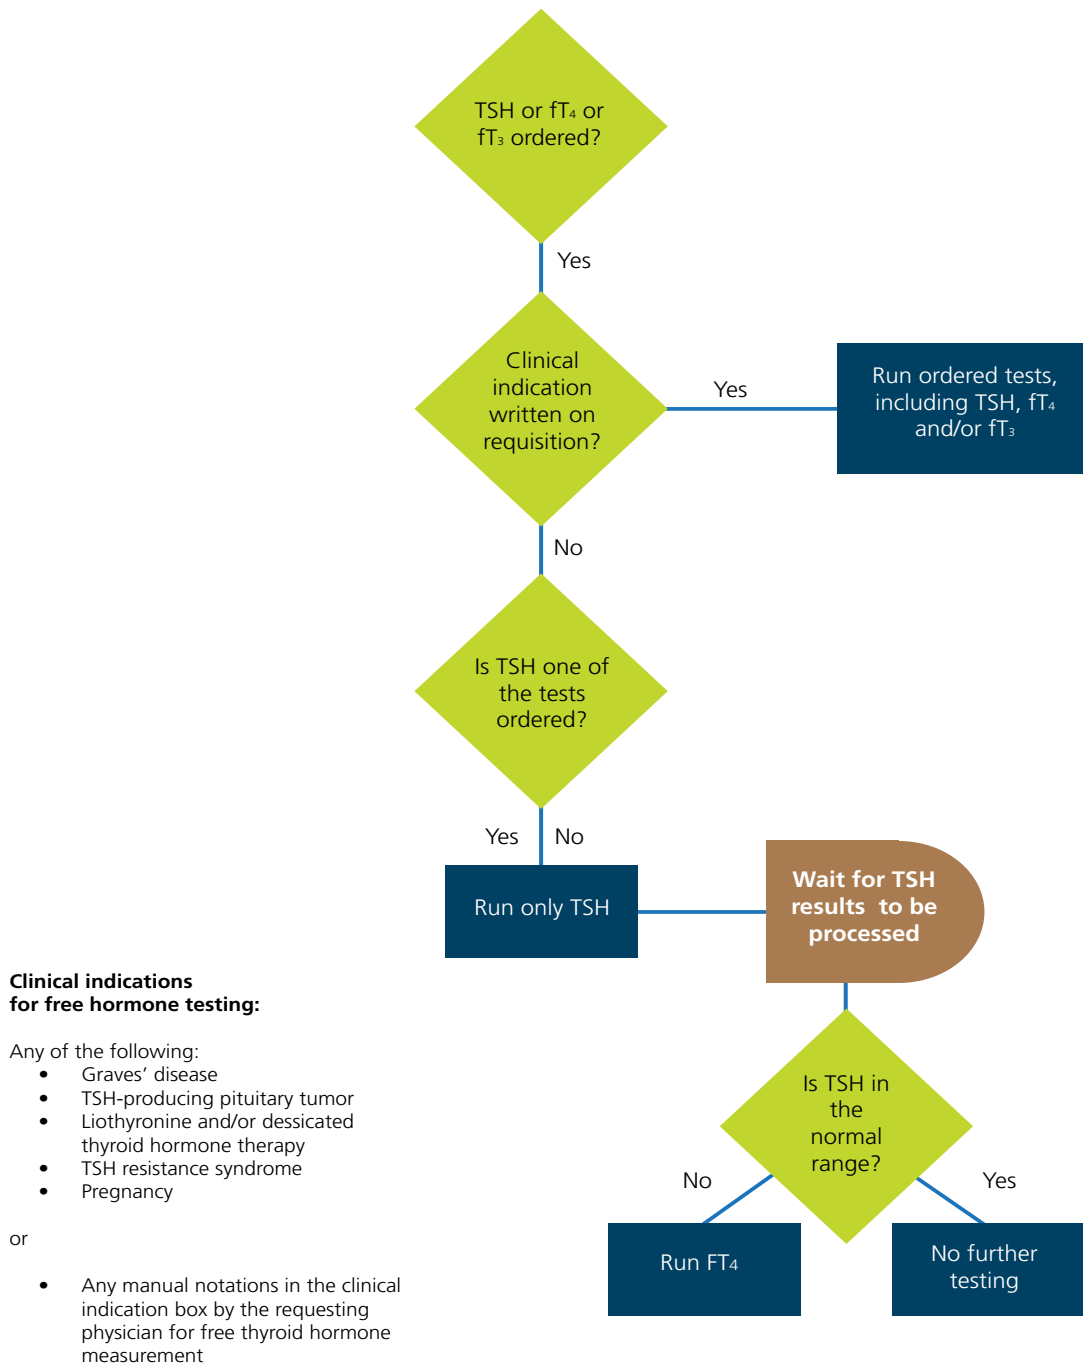 TSH or fT₄ or
fT₃ ordered?
Yes
Clinical
indication
written on
requisition?
Yes
Run ordered tests,
including TSH, fT₄
and/or fT₃
No
Is TSH one of
the tests
ordered?
Yes
No
Run only TSH
Wait for TSH
results to be
processed
Is TSH in
the
normal
range?
No
Yes
Run FT₄
No further
testing
Clinical indications
for free hormone testing:
Any of the following:
• Graves’ disease
• TSH-producing pituitary tumor
• Liothyronine and/or dessicated
thyroid hormone therapy
• TSH resistance syndrome
• Pregnancy
or
• Any manual notations in the clinical
indication box by the requesting
physician for free thyroid hormone
measurement